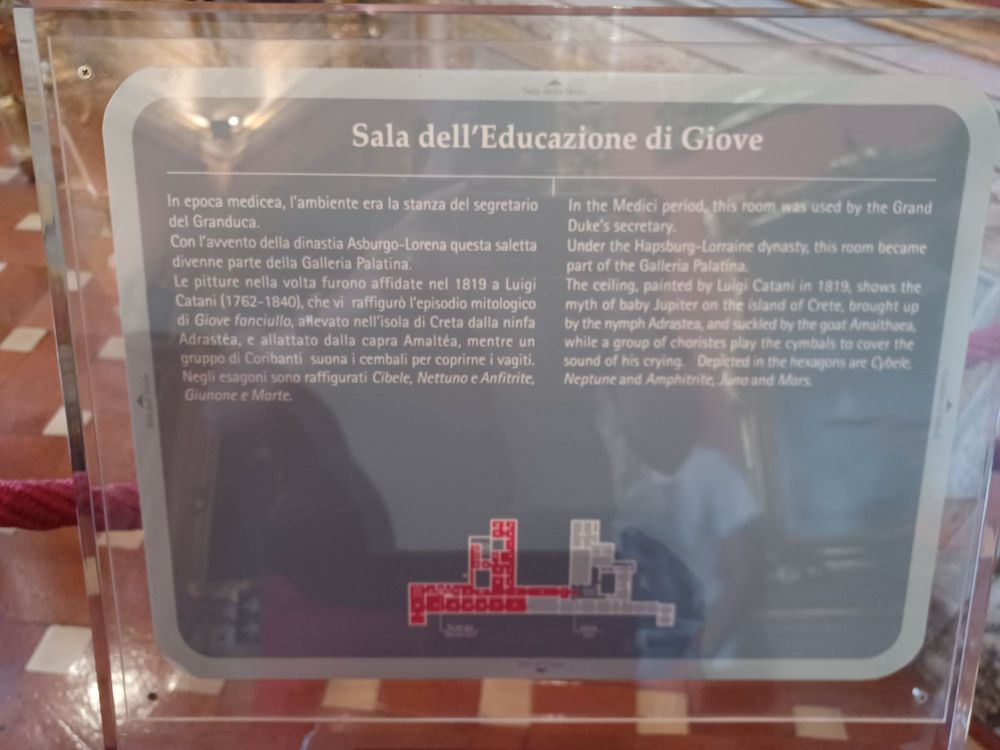 Sala dell'Educazione di Giove
In epoca medicea, l'ambiente era la stanza del segretario
del Granduca.
Con l'avvento della dinastia Asburgo-Lorena questa saletta
divenne parte della Galleria Palatina.
Le pitture nella volta furono affidate nel 1819 a Luigi
Catani (1762-1840), che vi raffigurò l'episodio mitologico
di Giove fanciullo, allevato nell'isola di Creta dalla ninfa
Adrastéa, e allattato dalla capra Amaltéa, mentre un
gruppo di Coribanti suona i cembali per coprirne i vagiti.
Negli esagoni sono raffigurati Cibele, Nettuno e Anfitrite,
Giunone e Marte.
In the Medici period, this room was used by the Grand
Duke's secretary.
Under the Hapsburg-Lorraine dynasty, this room became
part of the Galleria Palatina.
The ceiling, painted by Luigi Catani in 1819, shows the
myth of baby Jupiter on the island of Crete, brought up
by the nymph Adrastea, and suckled by the goat Amalthaea,
while a group of choristes play the cymbals to cover the
sound of his crying. Depicted in the hexagons are Cybele,
Neptune and Amphitrite, Juno and Mars.